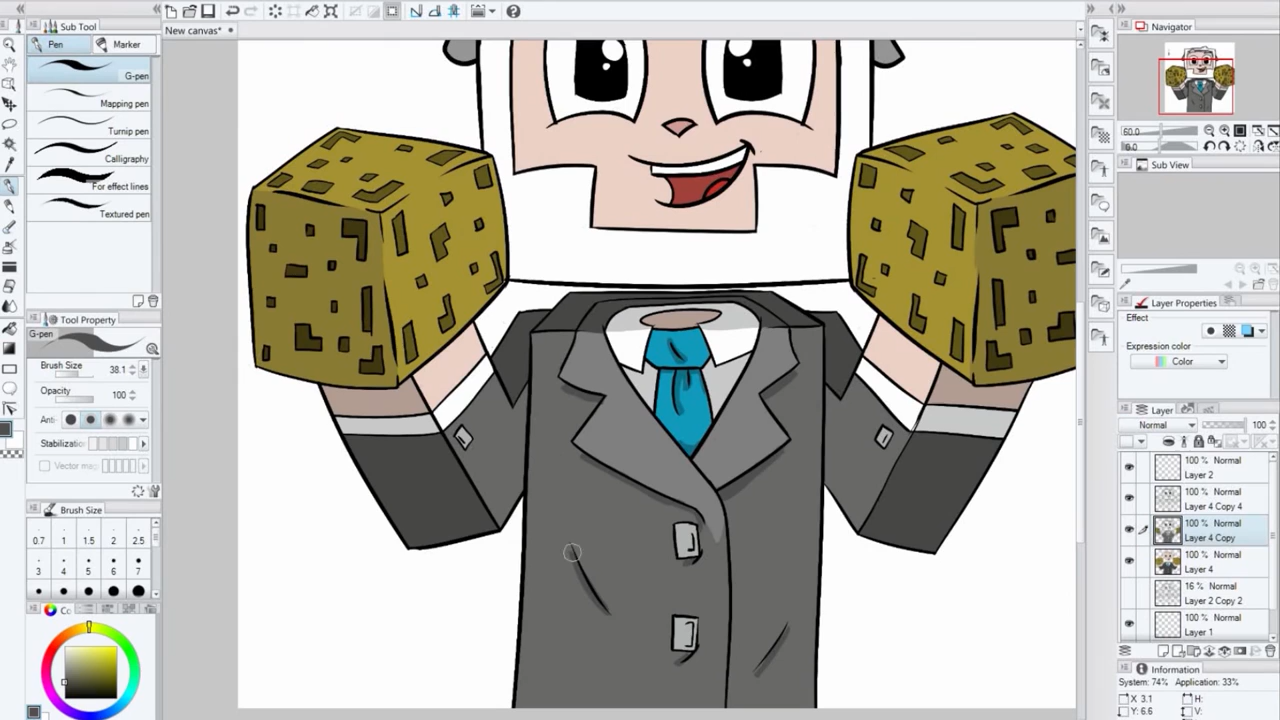 Sub Tool
Pen
Marker
G-pen
Mapping pen
Turnip pen
Calligraphy
For effect lines
Textured pen
Tool Property
G-pen
Brush Size 38.1
Opacity 100
Anti-
Stabilization
Vector mag
Brush Size
0.7 1 1.5 2 2.5
3 4 5 6 7
Co
New canvas*
Navigator
60.0
0.0
Sub View
Layer Properties
Effect
Expression color
Color
Layer
Normal 100
100 % Normal
Layer 2
100 % Normal
Layer 4 Copy 4
100 % Normal
Layer 4 Copy
100 % Normal
Layer 4
16 % Normal
Layer 2 Copy 2
100 % Normal
Layer 1
Information
System: 74% Application: 33%
X 3.1 H:
Y: 6.6 V: